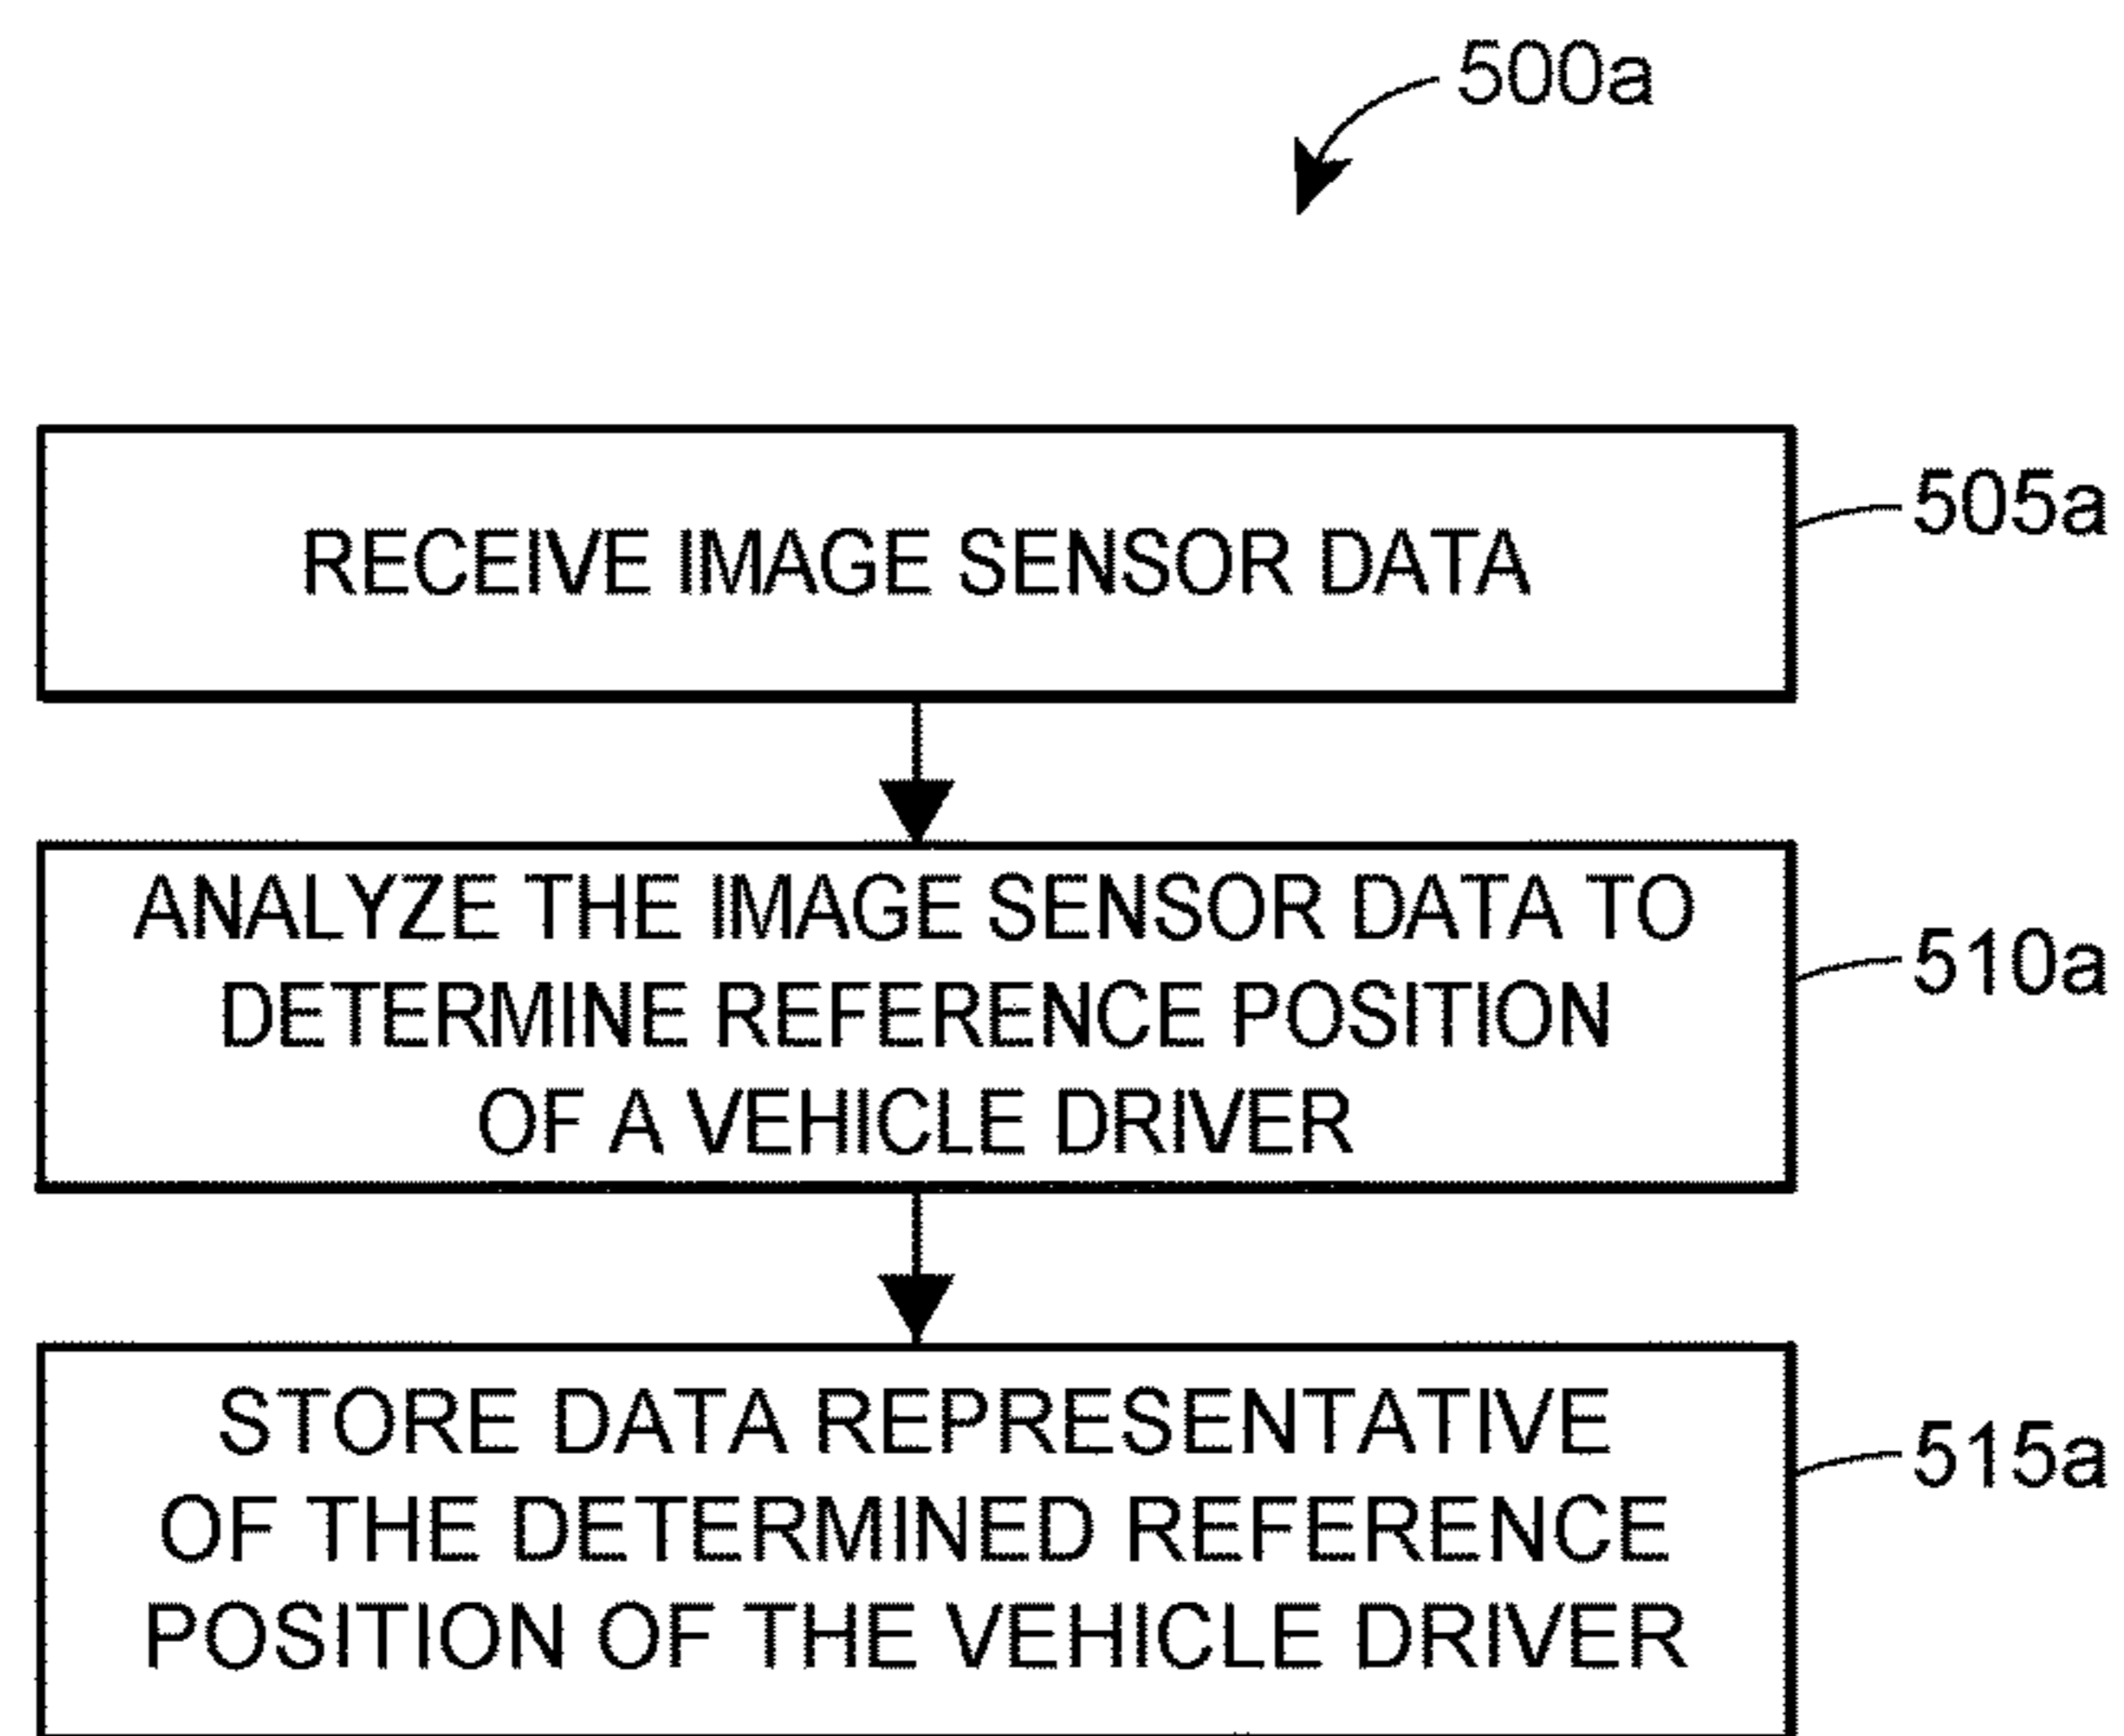 500a
RECEIVE IMAGE SENSOR DATA
505a
ANALYZE THE IMAGE SENSOR DATA TO
DETERMINE REFERENCE POSITION
OF A VEHICLE DRIVER
510a
STORE DATA REPRESENTATIVE
OF THE DETERMINED REFERENCE
POSITION OF THE VEHICLE DRIVER
515a